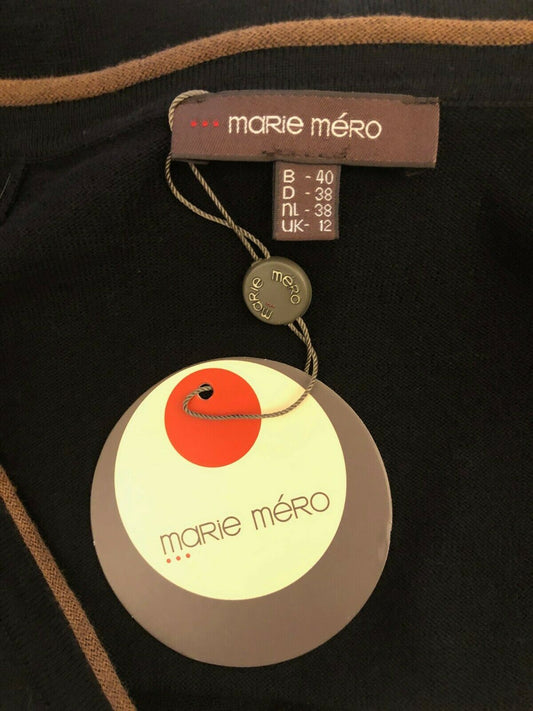 ••• maRie méRo
B - 40
D - 38
nL - 38
UK - 12
maRie méRo
maRie méRo
•••